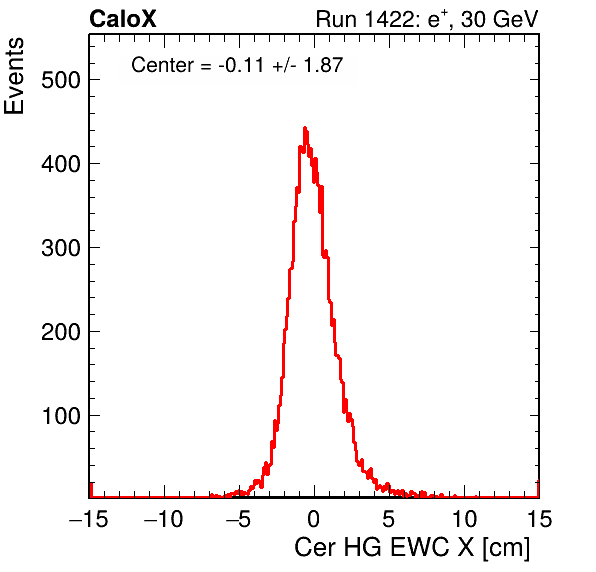 CaloX Run 1422: e⁺, 30 GeV
Events
Center = -0.11 +/- 1.87
500
400
300
200
100
−15 −10 −5 0 5 10 15
Cer HG EWC X [cm]